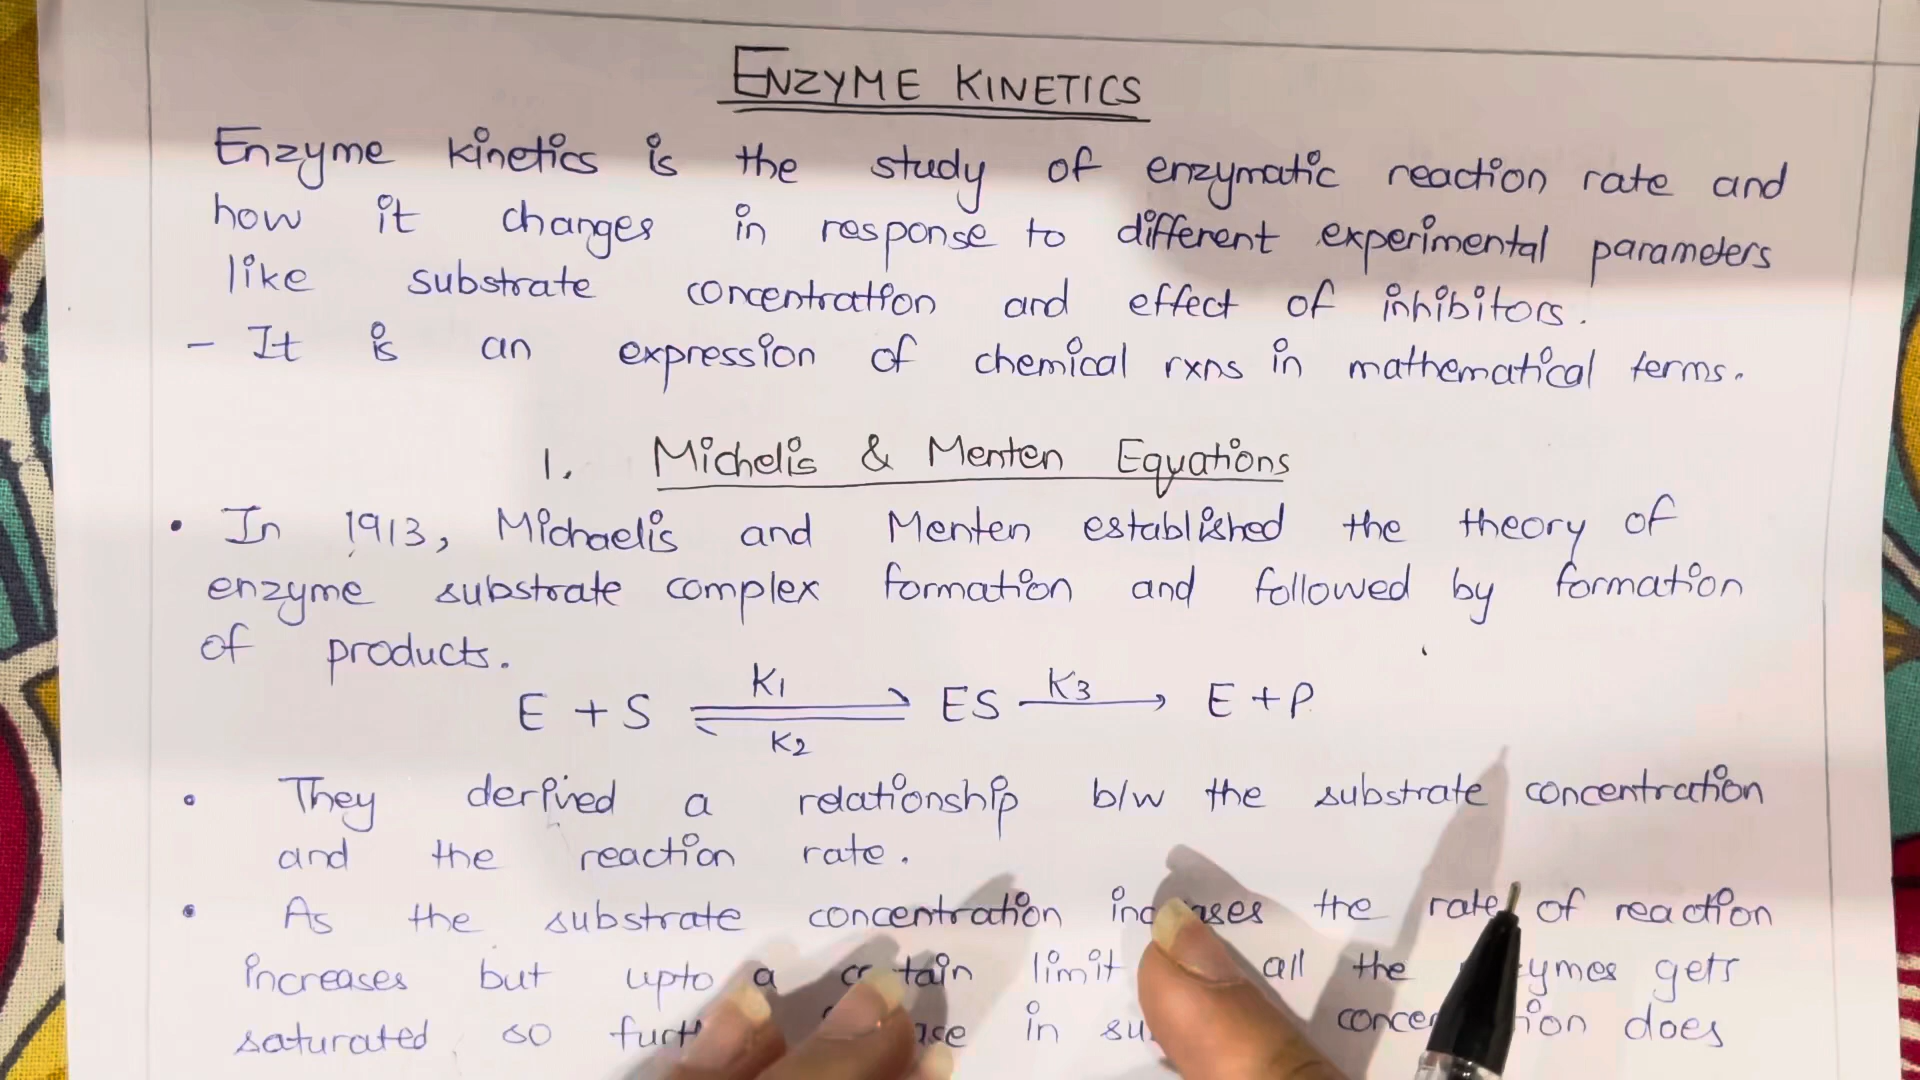 ENZYME KINETICS
Enzyme kinetics is the study of enzymatic reaction rate and
how it changes in response to different experimental parameters
like substrate concentration and effect of inhibitors.
- It is an expression of chemical rxns in mathematical terms.
1. Michelis & Menten Equations
• In 1913, Michaelis and Menten established the theory of
enzyme substrate complex formation and followed by formation
of products.
K1 K3
E + S ⇌ ES → E + P
K2
• They derived a relationship b/w the substrate concentration
and the reaction rate.
• As the substrate concentration the rate of reaction
increases but upto a limit all the gets
saturated so in does